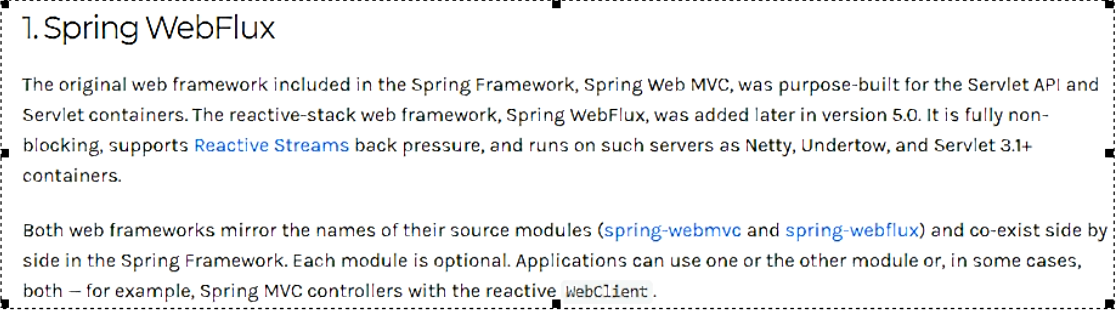 1. Spring WebFlux
The original web framework included in the Spring Framework, Spring Web MVC, was purpose-built for the Servlet API and
Servlet containers. The reactive-stack web framework, Spring WebFlux, was added later in version 5.0. It is fully non-
blocking, supports Reactive Streams back pressure, and runs on such servers as Netty, Undertow, and Servlet 3.1+
containers.
Both web frameworks mirror the names of their source modules (spring-webmvc and spring-webflux) and co-exist side by
side in the Spring Framework. Each module is optional. Applications can use one or the other module or, in some cases,
both — for example, Spring MVC controllers with the reactive WebClient.